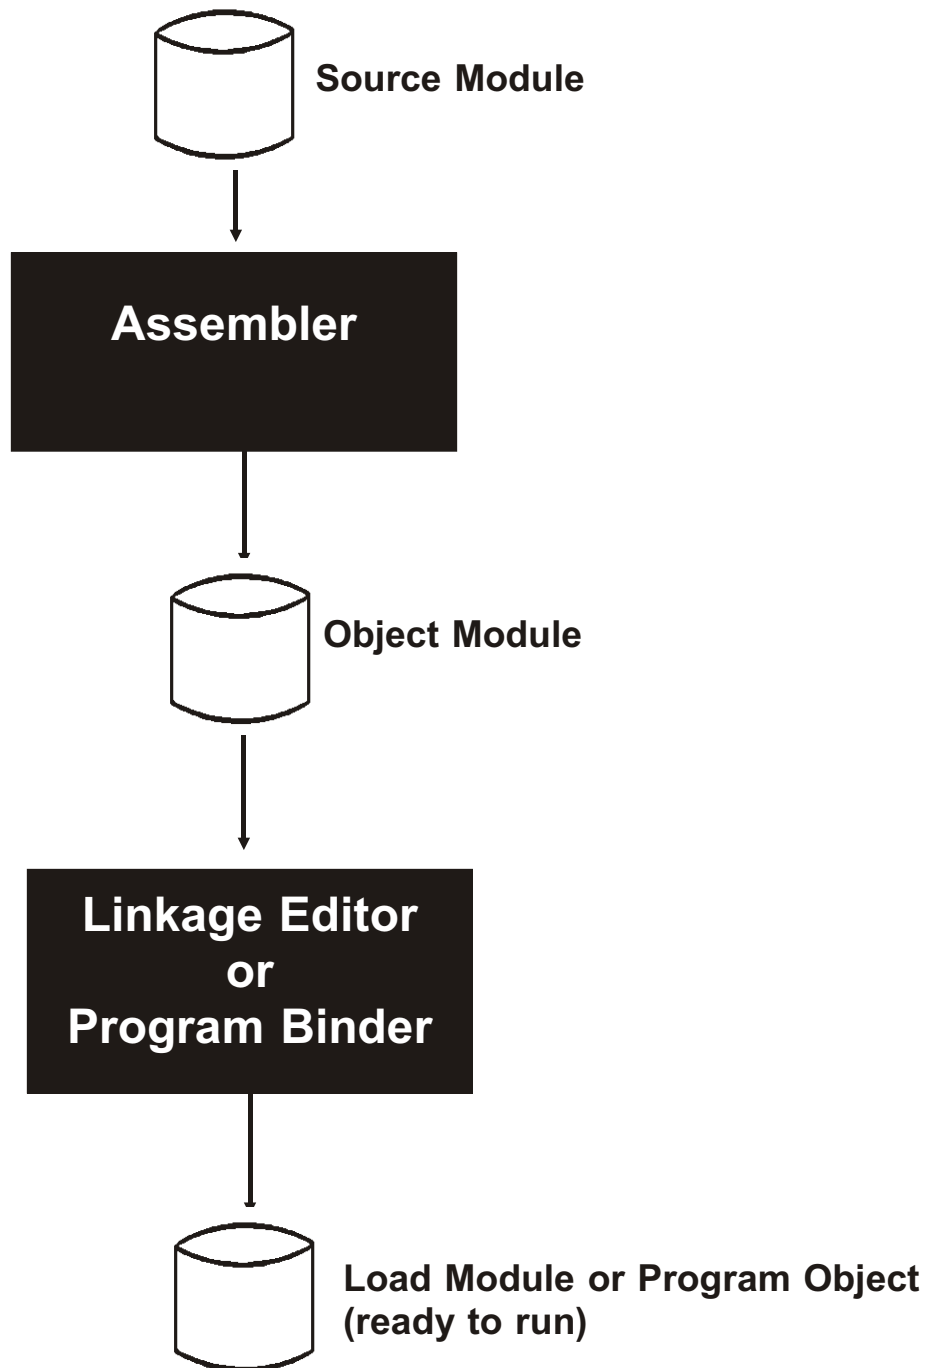 Source Module
Assembler
Object Module
Linkage Editor
or
Program Binder
Load Module or Program Object
(ready to run)